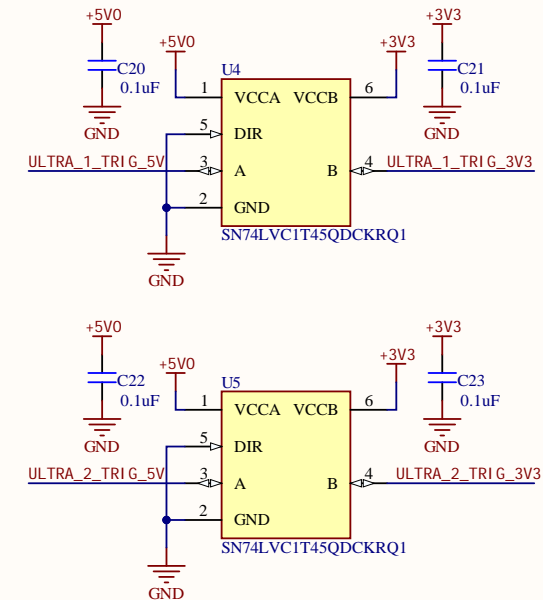 +5V0
+5V0
+3V3
+3V3
C20
0.1uF
GND
U4
1
VCCA
VCCB
6
C21
0.1uF
GND
5
DIR
ULTRA_1_TRIG_5V
3
A
B
4
ULTRA_1_TRIG_3V3
2
GND
SN74LVC1T45QDCKRQ1
GND
+5V0
+5V0
+3V3
+3V3
C22
0.1uF
GND
U5
1
VCCA
VCCB
6
C23
0.1uF
GND
5
DIR
ULTRA_2_TRIG_5V
3
A
B
4
ULTRA_2_TRIG_3V3
2
GND
SN74LVC1T45QDCKRQ1
GND